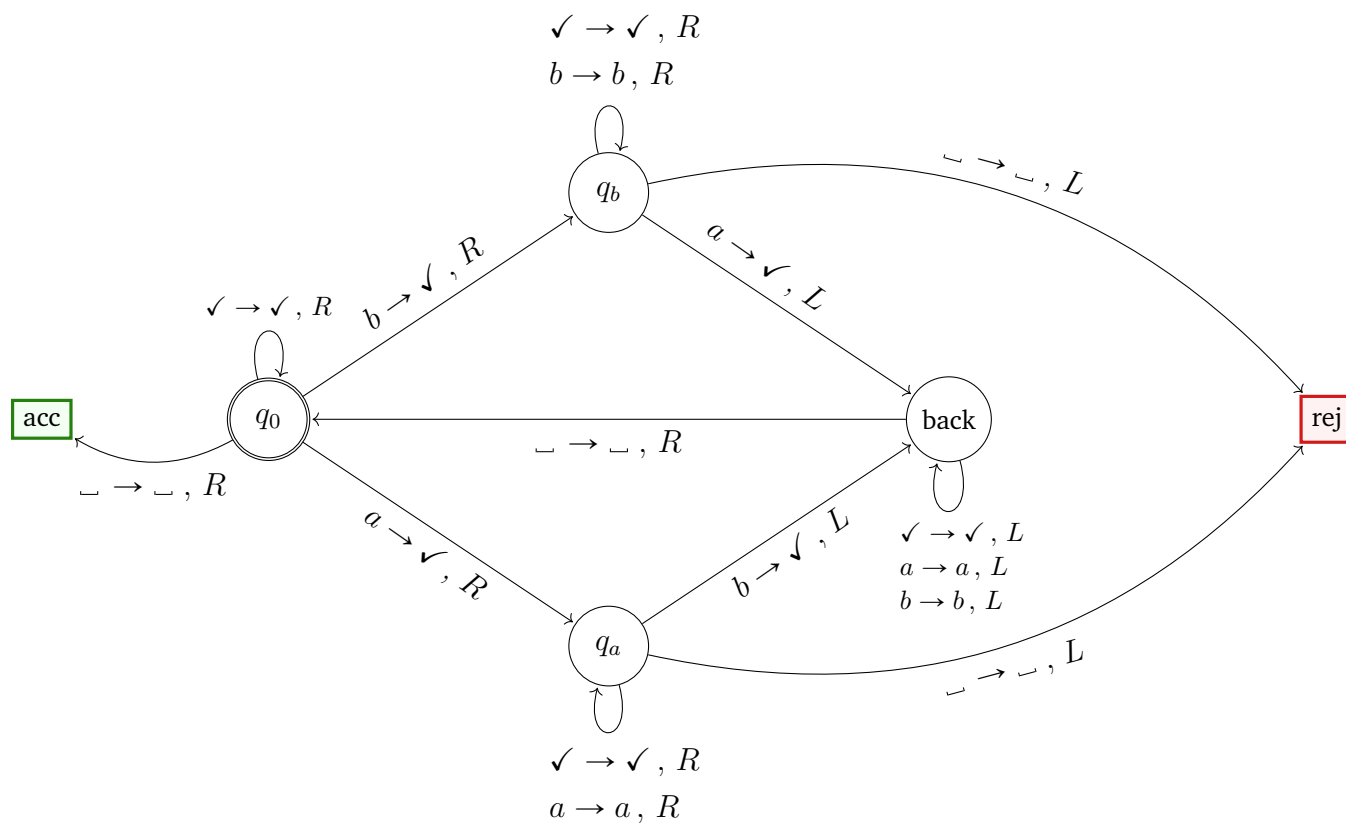 ✓ → ✓ , R
b → b , R
q_b
␣ → ␣ , L
a → ✓ , L
b → ✓ , R
✓ → ✓ , R
acc
q_0
back
rej
␣ → ␣ , R
␣ → ␣ , R
a → ✓ , R
b → ✓ , L
✓ → ✓ , L
a → a , L
b → b , L
q_a
␣ → ␣ , L
✓ → ✓ , R
a → a , R